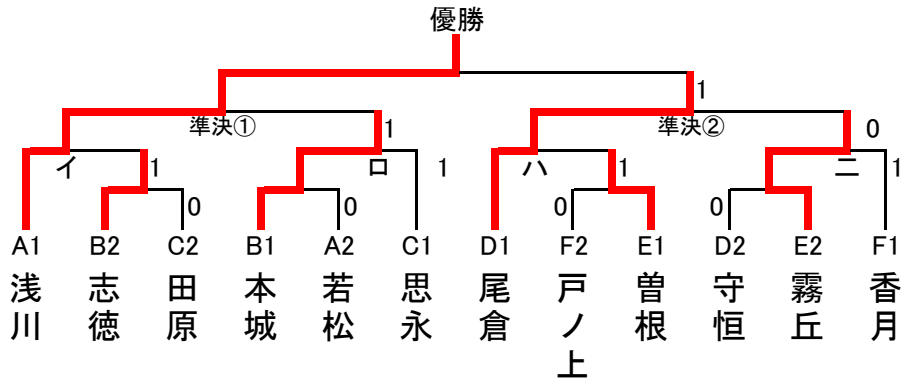 優勝
1
準決① 準決②
1 0
イ 1 ロ 1 ハ 1 ニ 1
0 0 0 0
A1 B2 C2 B1 A2 C1 D1 F2 E1 D2 E2 F1
浅川 志徳 田原 本城 若松 思永 尾倉 戸ノ上 曽根 守恒 霧丘 香月